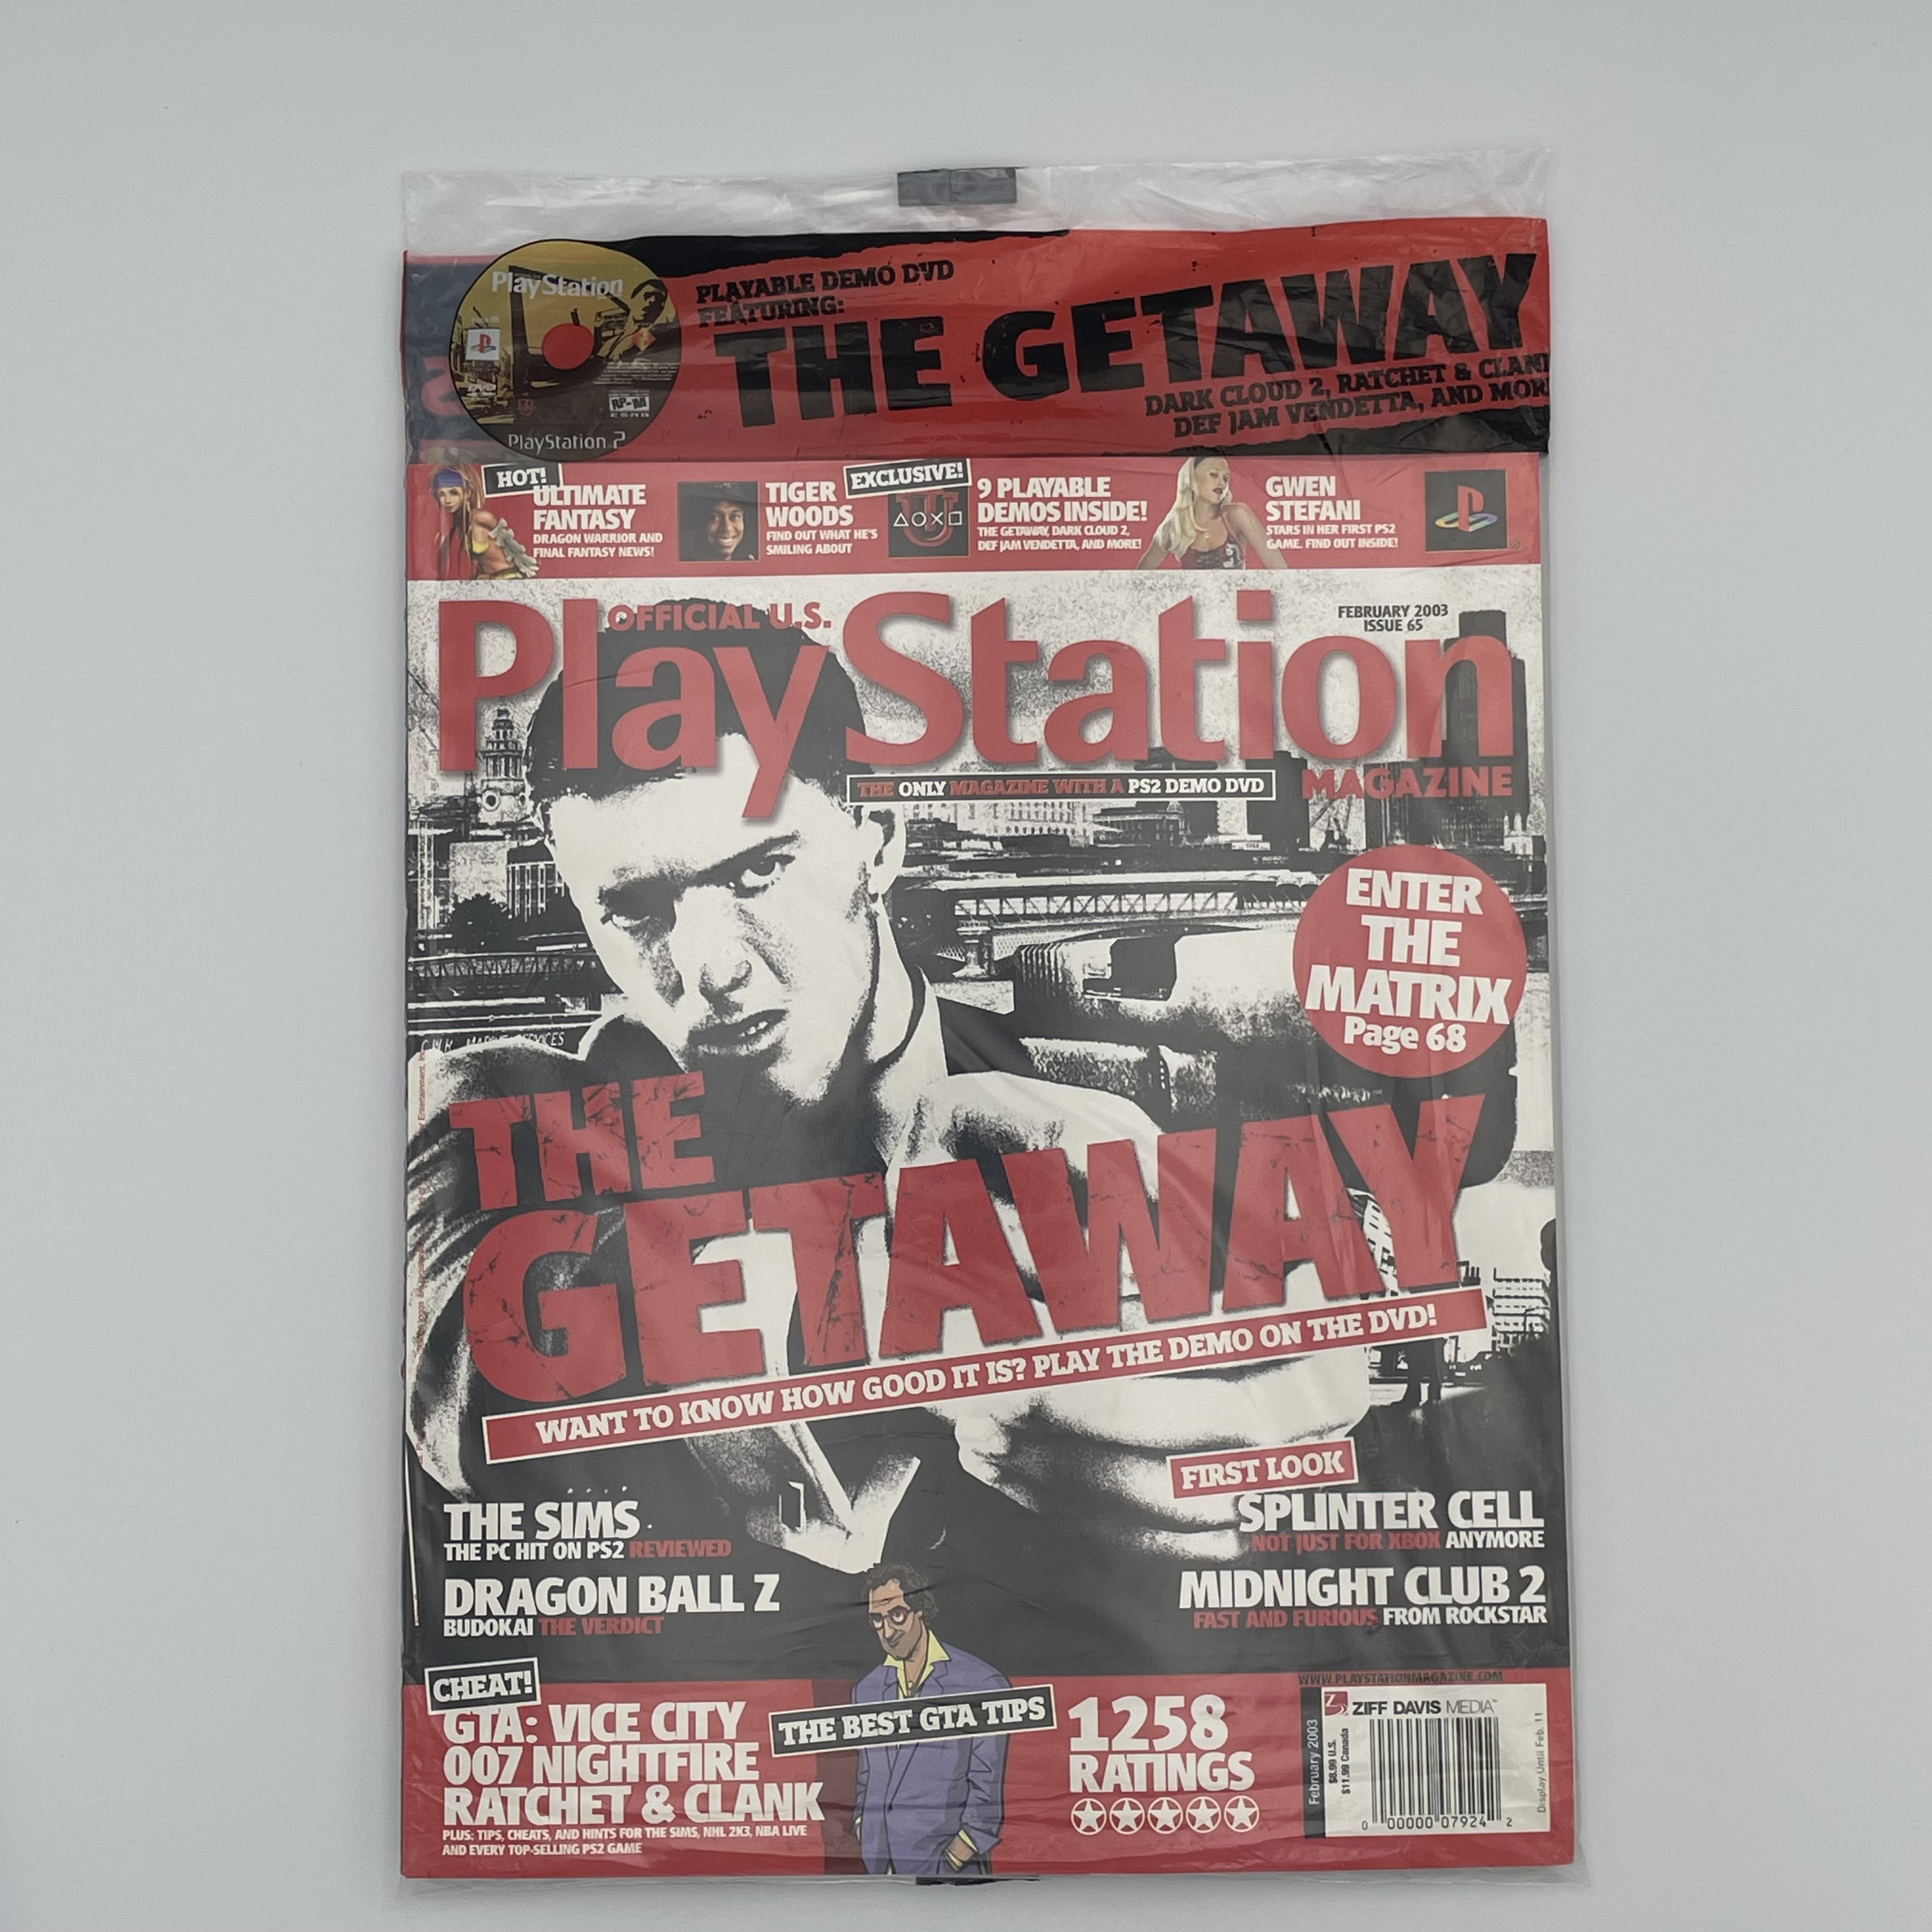 PlayStation
PLAYABLE DEMO DVD
FEATURING:
THE GETAWAY
DARK CLOUD 2, RATCHET & CLAN
DEF JAM VENDETTA, AND MOR
DVD
RP-M
ESRB
PlayStation 2
HOT!
ULTIMATE
FANTASY
DRAGON WARRIOR AND
FINAL FANTASY NEWS!
TIGER
WOODS
FIND OUT WHAT HE'S
SMILING ABOUT
EXCLUSIVE!
9 PLAYABLE
DEMOS INSIDE!
THE GETAWAY, DARK CLOUD 2,
DEF JAM VENDETTA, AND MORE!
GWEN
STEFANI
STARS IN HER FIRST PS2
GAME. FIND OUT INSIDE!
OFFICIAL U.S.
PlayStation
MAGAZINE
FEBRUARY 2003
ISSUE 65
THE ONLY MAGAZINE WITH A PS2 DEMO DVD
ENTER
THE
MATRIX
Page 68
THE
GETAWAY
WANT TO KNOW HOW GOOD IT IS? PLAY THE DEMO ON THE DVD!
THE SIMS
THE PC HIT ON PS2 REVIEWED
DRAGON BALL Z
BUDOKAI THE VERDICT
FIRST LOOK
SPLINTER CELL
NOT JUST FOR XBOX ANYMORE
MIDNIGHT CLUB 2
FAST AND FURIOUS FROM ROCKSTAR
CHEAT!
GTA: VICE CITY
007 NIGHTFIRE
RATCHET & CLANK
PLUS: TIPS, CHEATS, AND HINTS FOR THE SIMS, NHL 2K3, NBA LIVE
AND EVERY TOP-SELLING PS2 GAME
THE BEST GTA TIPS
1258
RATINGS
WWW.PLAYSTATIONMAGAZINE.COM
ZIFF DAVIS MEDIA™
February 2003
$8.99 U.S.
$11.99 Canada
Display Until Feb. 11
0 00000 07924 2